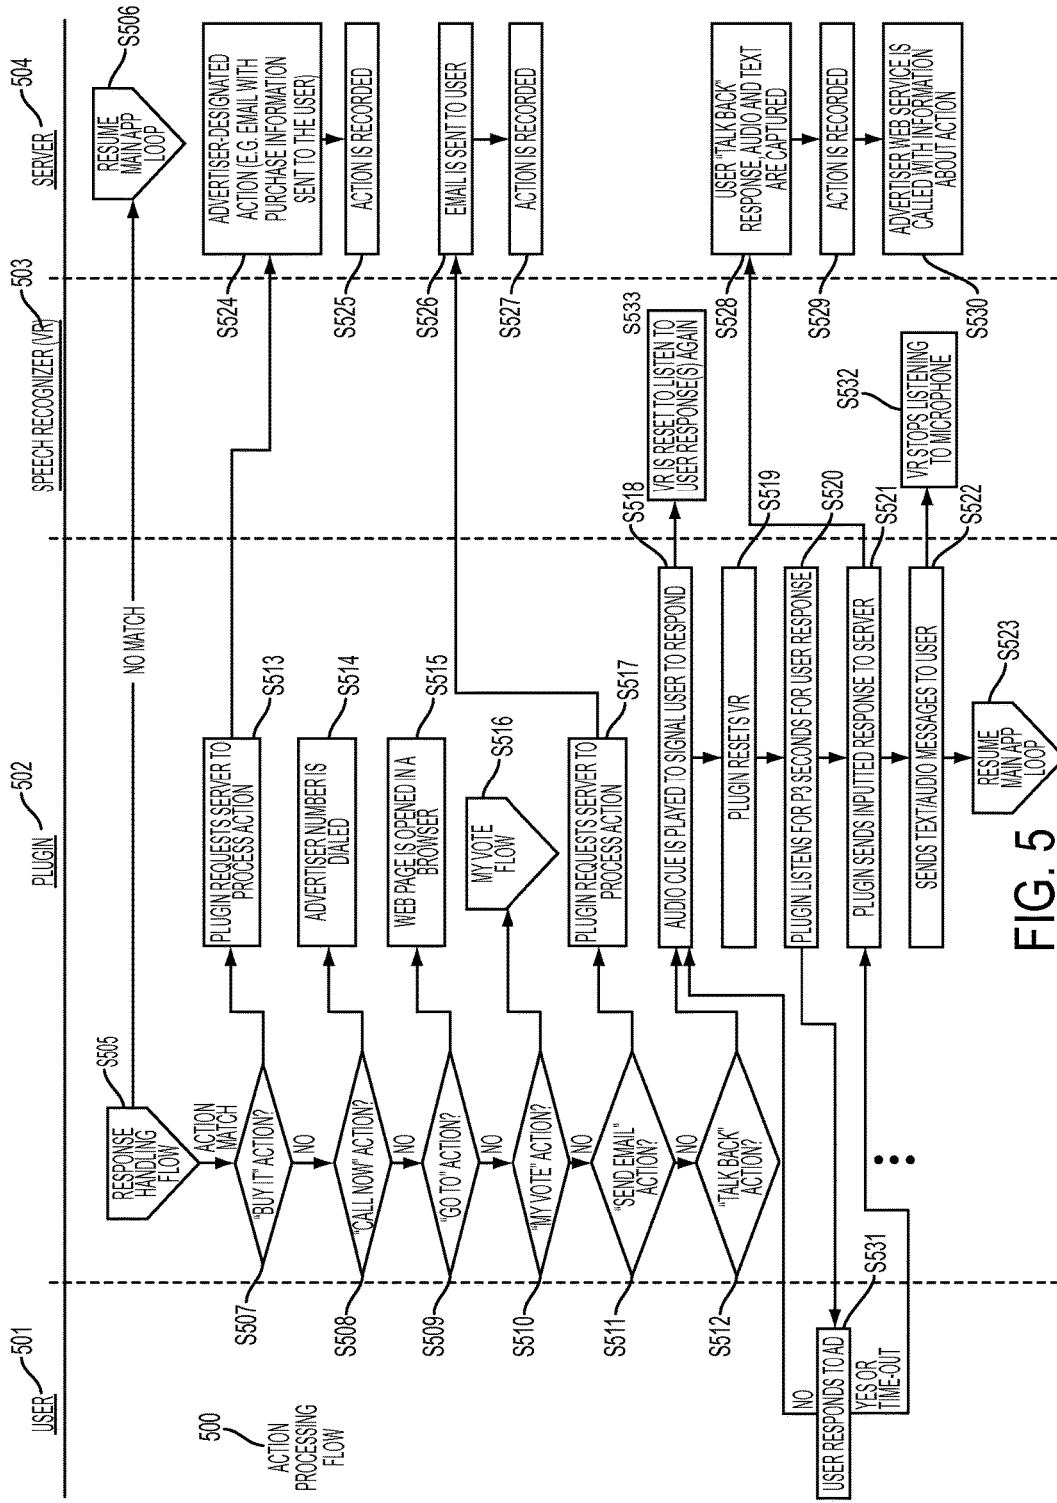 USER 501
PLUGIN 502
SPEECH RECOGNIZER (VR) 503
SERVER 504
500
ACTION
PROCESSING
FLOW
S505
RESPONSE
HANDLING
FLOW
NO MATCH
S506
RESUME
MAIN APP
LOOP
ACTION
MATCH
S507
"BUY IT" ACTION?
NO
S508
"CALL NOW" ACTION?
NO
S509
"GO TO" ACTION?
NO
S510
"MY VOTE" ACTION?
NO
S511
"SEND EMAIL"
ACTION?
NO
S512
"TALK BACK"
ACTION?
S513
PLUGIN REQUESTS SERVER TO
PROCESS ACTION
S514
ADVERTISER NUMBER IS
DIALED
S515
WEB PAGE IS OPENED IN A
BROWSER
S516
MY VOTE
FLOW
S517
PLUGIN REQUESTS SERVER TO
PROCESS ACTION
S518
AUDIO CUE IS PLAYED TO SIGNAL USER TO RESPOND
S519
PLUGIN RESETS VR
S520
PLUGIN LISTENS FOR P3 SECONDS FOR USER RESPONSE
S521
PLUGIN SENDS INPUTTED RESPONSE TO SERVER
S522
SENDS TEXT/AUDIO MESSAGES TO USER
S523
RESUME
MAIN APP
LOOP
S524
ADVERTISER-DESIGNATED
ACTION (E.G. EMAIL WITH
PURCHASE INFORMATION
SENT TO THE USER)
S525
ACTION IS RECORDED
S526
EMAIL IS SENT TO USER
S527
ACTION IS RECORDED
S528
USER "TALK BACK"
RESPONSE, AUDIO AND TEXT
ARE CAPTURED
S529
ACTION IS RECORDED
S530
ADVERTISER WEB SERVICE IS
CALLED WITH INFORMATION
ABOUT ACTION
S531
USER RESPONDS TO AD
NO
YES OR
TIME-OUT
S532
VR STOPS LISTENING
TO MICROPHONE
S533
VR IS RESET TO LISTEN TO
USER RESPONSE(S) AGAIN
FIG. 5